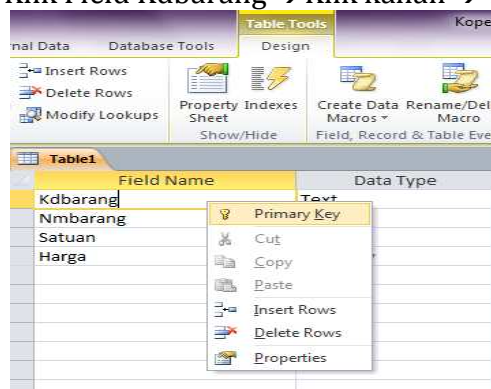 Klik Field Kdbarang → Klik kanan →
Table Tools
Kope
rnal Data Database Tools Design
Insert Rows
Delete Rows
Modify Lookups
Property Sheet
Indexes
Create Data Macros
Rename/Del Macro
Show/Hide
Field, Record & Table Eve
Table1
Field Name Data Type
Kdbarang Text
Nmbarang
Satuan
Harga
Primary Key
Cut
Copy
Paste
Insert Rows
Delete Rows
Properties